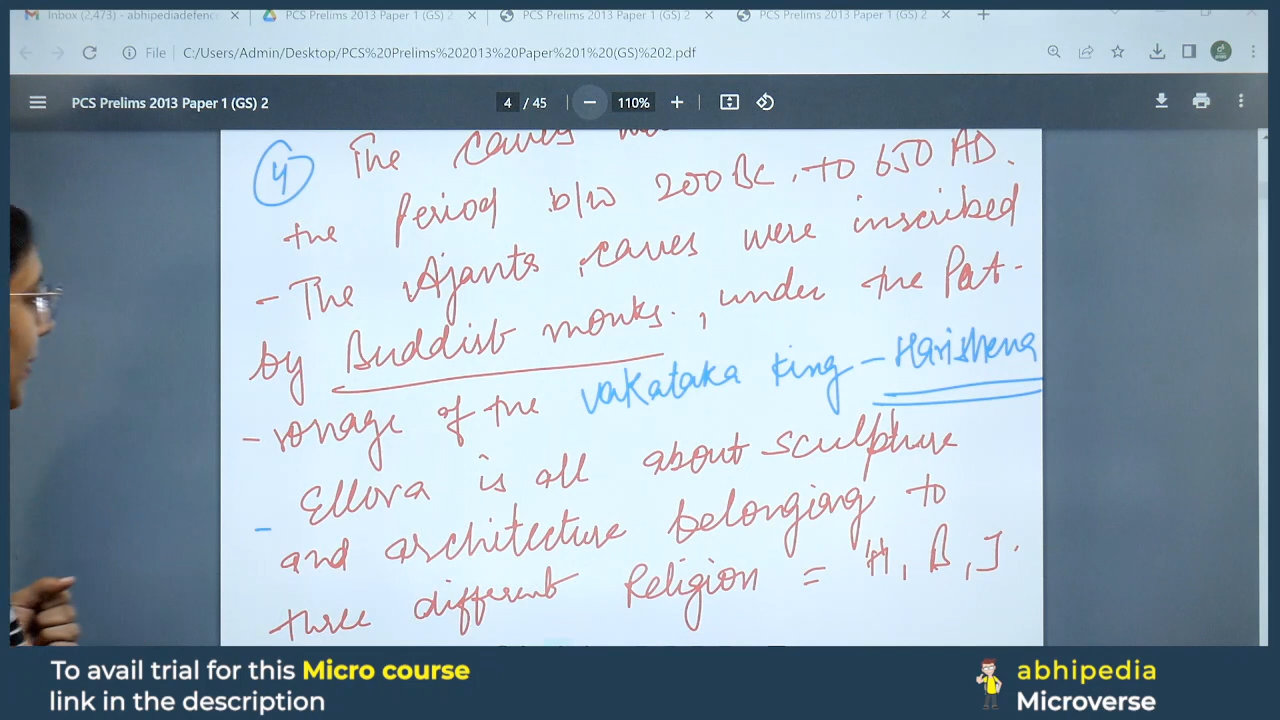 Inbox (2,473) - abhipediadefenc
PCS Prelims 2013 Paper 1 (GS) 2
PCS Prelims 2013 Paper 1 (GS) 2
PCS Prelims 2013 Paper 1 (GS) 2
File C:/Users/Admin/Desktop/PCS%20Prelims%202013%20Paper%201%20(GS)%202.pdf
PCS Prelims 2013 Paper 1 (GS) 2
4 / 45
110%
4 The caves
the Period b/w 200 BC. to 650 AD.
- The Ajanta caves were inscribed
by Buddist monks., under the Pat-
- ronage of the Vakataka king - Harishena
- Ellora is all about sculpture
and architecture belonging to
three different Religion = H, B, J.
To avail trial for this Micro course
link in the description
abhipedia
Microverse